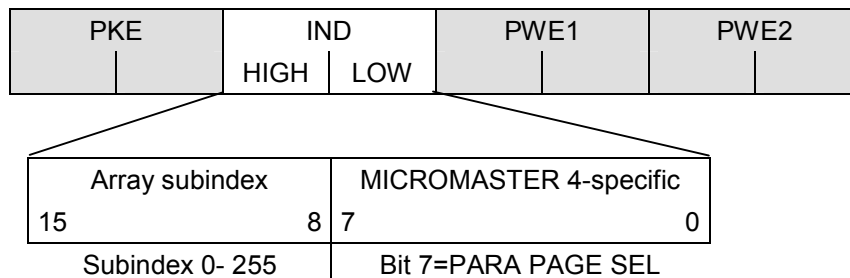 PKE IND PWE1 PWE2
HIGH LOW
Array subindex MICROMASTER 4-specific
15 8 7 0
Subindex 0- 255 Bit 7=PARA PAGE SEL